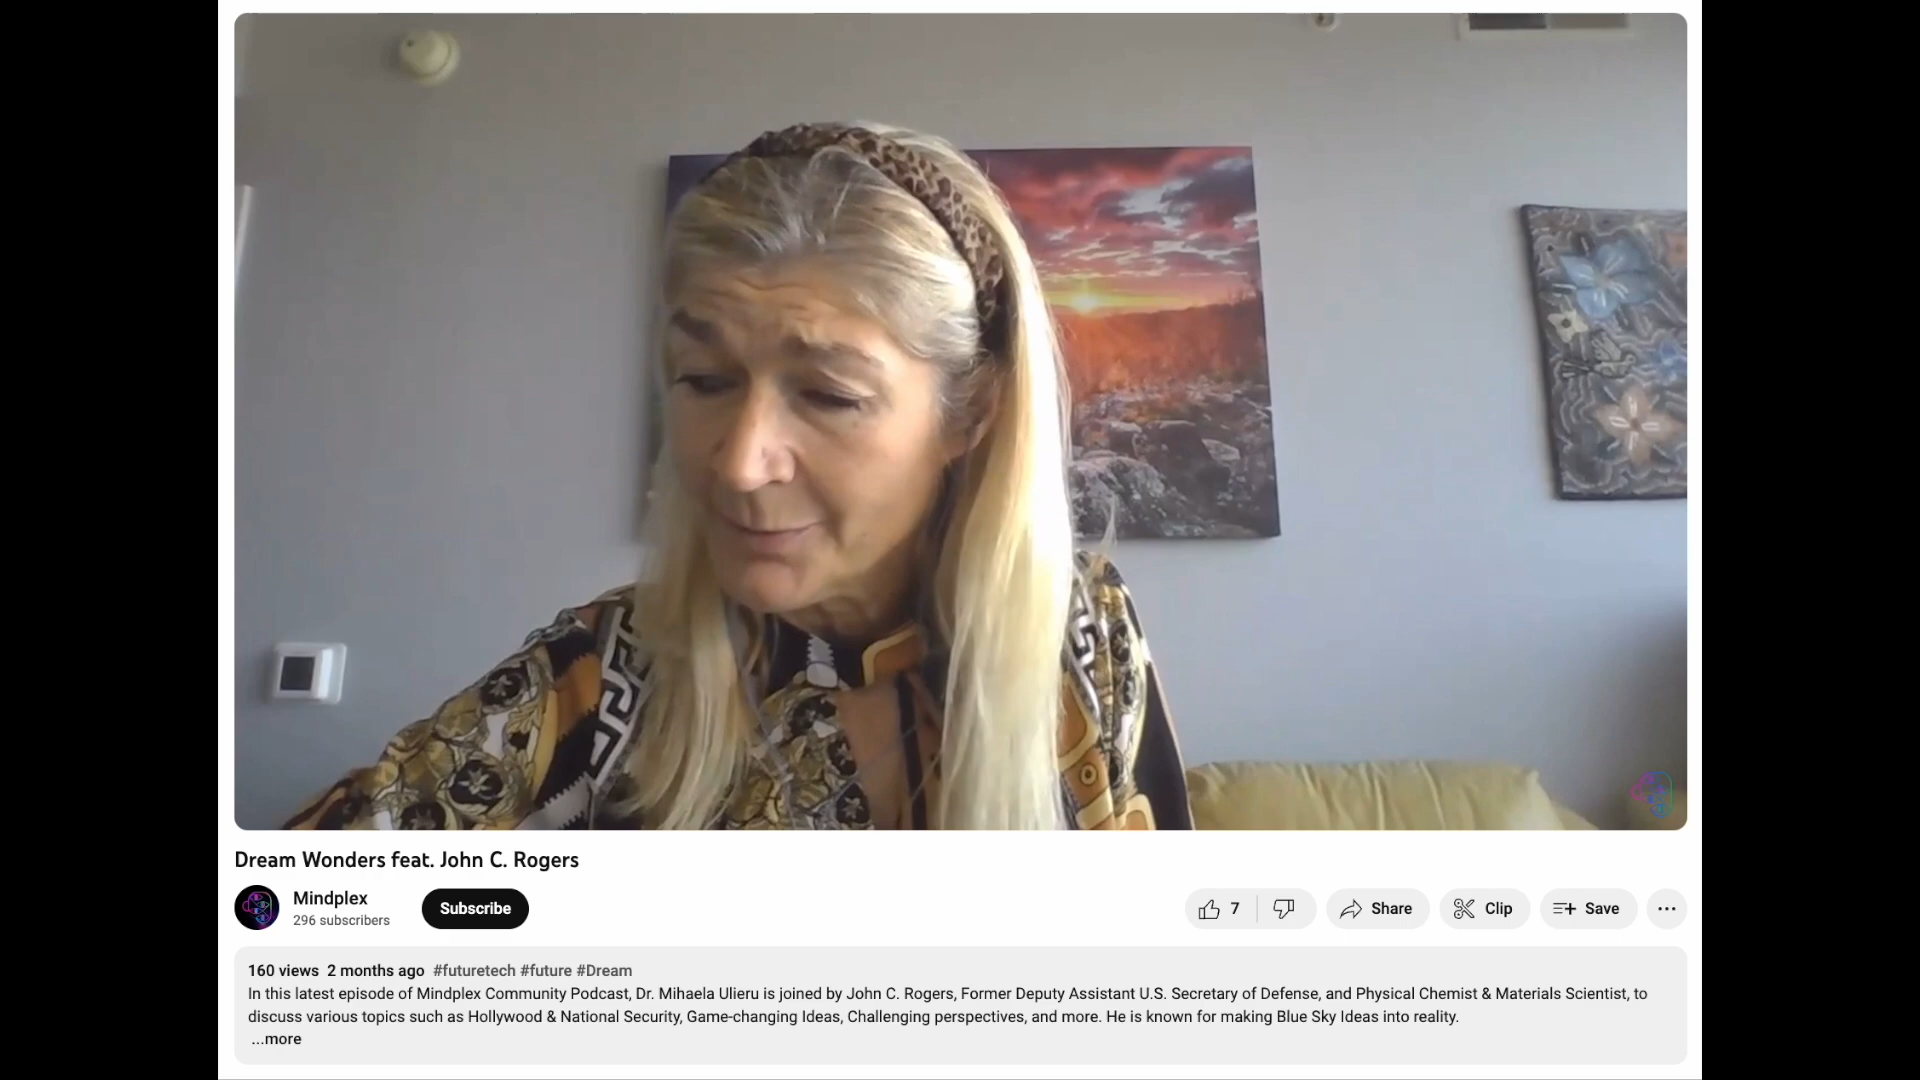 Dream Wonders feat. John C. Rogers
Mindplex
296 subscribers
Subscribe
7
Share
Clip
Save
160 views 2 months ago #futuretech #future #Dream
In this latest episode of Mindplex Community Podcast, Dr. Mihaela Ulieru is joined by John C. Rogers, Former Deputy Assistant U.S. Secretary of Defense, and Physical Chemist & Materials Scientist, to
discuss various topics such as Hollywood & National Security, Game-changing Ideas, Challenging perspectives, and more. He is known for making Blue Sky Ideas into reality.
...more